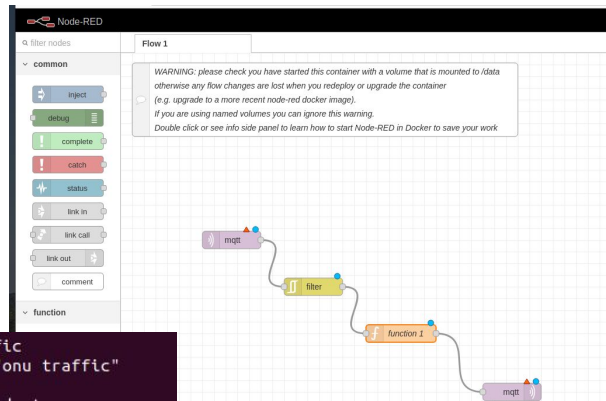 Node-RED
filter nodes
Flow 1
common
inject
debug
complete
catch
status
link in
link call
link out
comment
function
WARNING: please check you have started this container with a volume that is mounted to /data
otherwise any flow changes are lost when you redeploy or upgrade the container
(e.g. upgrade to a more recent node-red docker image).
If you are using named volumes you can ignore this warning.
Double click or see info side panel to learn how to start Node-RED in Docker to save your work
mqtt
filter
function 1
mqtt
onu traffic"